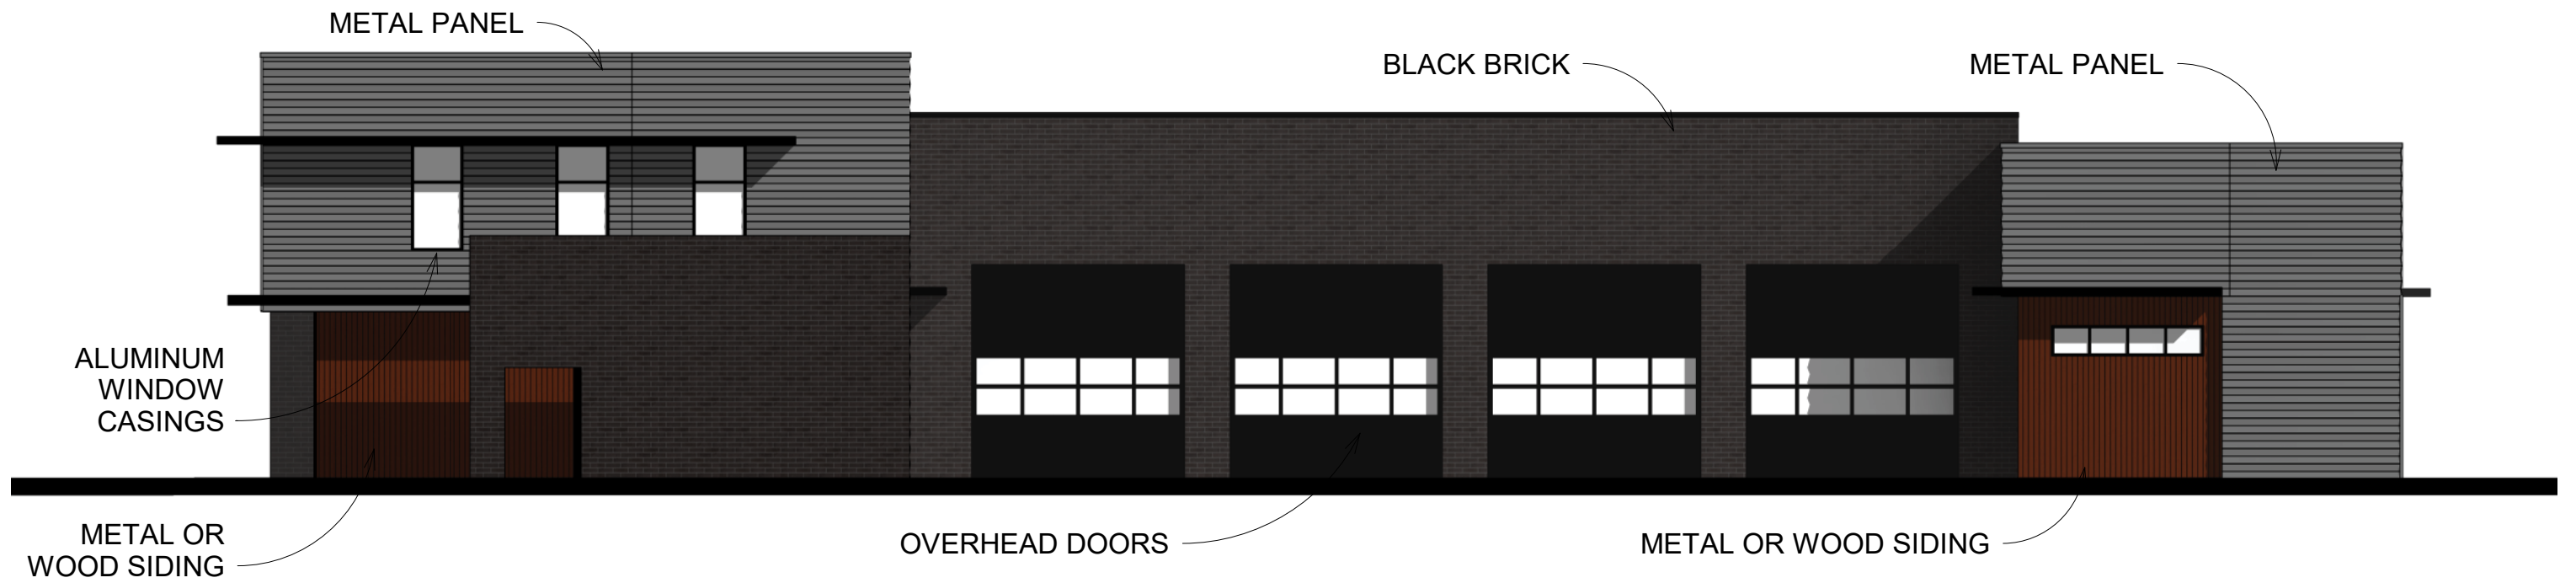 METAL PANEL
BLACK BRICK
METAL PANEL
ALUMINUM
WINDOW
CASINGS
METAL OR
WOOD SIDING
OVERHEAD DOORS
METAL OR WOOD SIDING